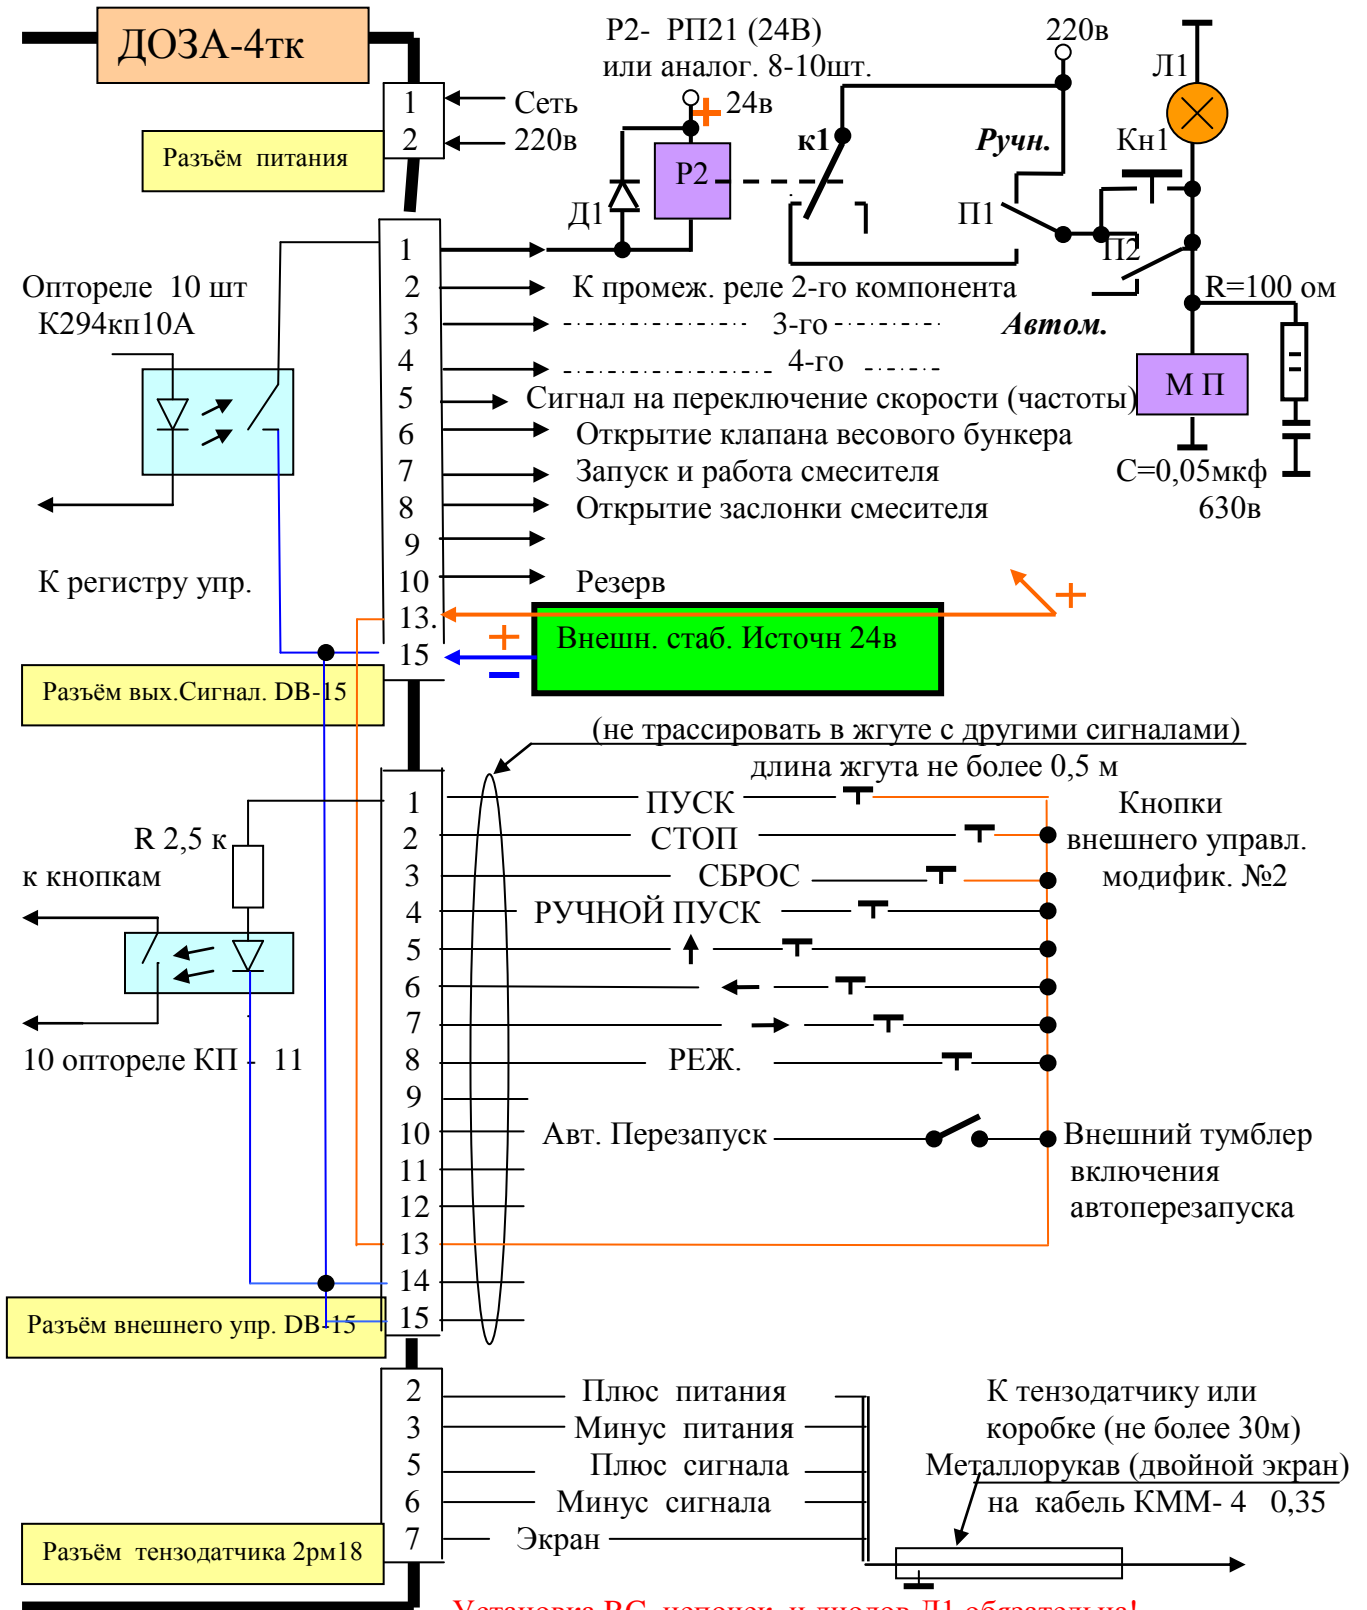 ДОЗА-4тк
1
2
Сеть
220в
Разъём питания
Р2- РП21 (24В)
или аналог. 8-10шт.
+ 24в
Р2
Д1
к1
220в
Ручн.
П1
Л1
Кн1
П2
Автом.
R=100 ом
М П
С=0,05мкф
630в
Оптореле 10 шт
К294кп10А
К регистру упр.
1
2 К промеж. реле 2-го компонента
3 3-го
4 4-го
5 Сигнал на переключение скорости (частоты)
6 Открытие клапана весового бункера
7 Запуск и работа смесителя
8 Открытие заслонки смесителя
9
10 Резерв
13. +
+
15 −
Внешн. стаб. Источн 24в
Разъём вых.Сигнал. DB-15
(не трассировать в жгуте с другими сигналами)
длина жгута не более 0,5 м
1 ПУСК
2 СТОП
3 СБРОС
4 РУЧНОЙ ПУСК
5
6
7
8 РЕЖ.
9
10 Авт. Перезапуск
11
12
13
14
15
Кнопки
внешнего управл.
модифик. №2
Внешний тумблер
включения
автоперезапуска
R 2,5 к
к кнопкам
10 оптореле КП - 11
Разъём внешнего упр. DB-15
2 Плюс питания
3 Минус питания
5 Плюс сигнала
6 Минус сигнала
7 Экран
К тензодатчику или
коробке (не более 30м)
Металлорукав (двойной экран)
на кабель КММ- 4 0,35
Разъём тензодатчика 2рм18
Установка RC цепочек и диодов Д1 обязательна!